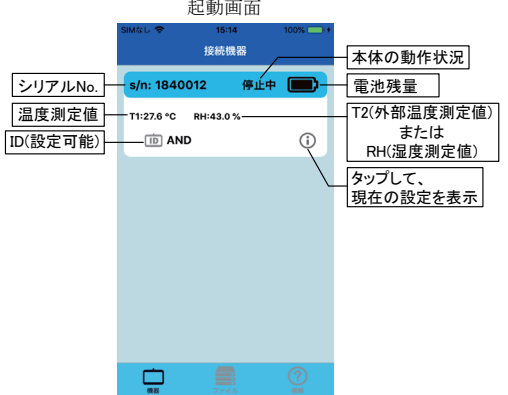 起動画面
SIMなし 15:14 100%
接続機器
本体の動作状況
シリアルNo.
s/n: 1840012 停止中
電池残量
温度測定値
T1:27.6 ℃ RH:43.0 %
T2(外部温度測定値)
または
RH(湿度測定値)
ID(設定可能)
ID AND
タップして、
現在の設定を表示
機器 ファイル